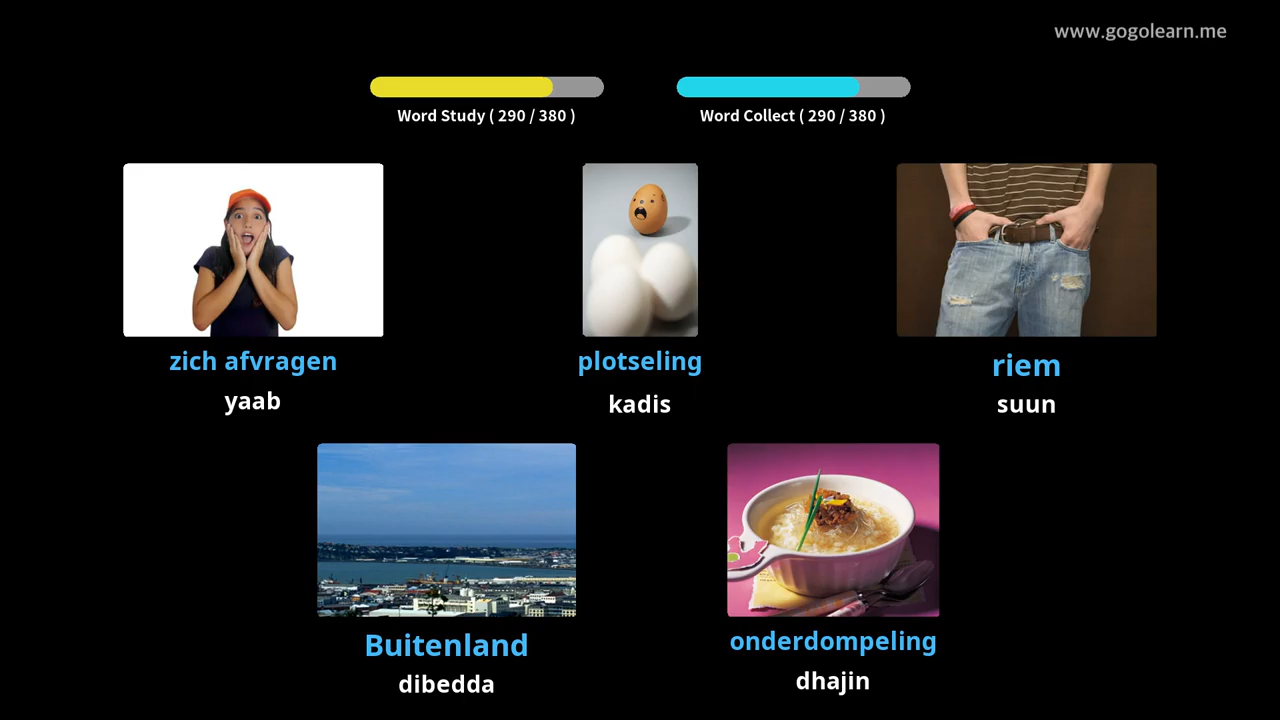 www.gogolearn.me
Word Study ( 290 / 380 )
Word Collect ( 290 / 380 )
zich afvragen
plotseling
riem
yaab
kadis
suun
Buitenland
onderdompeling
dibedda
dhajin